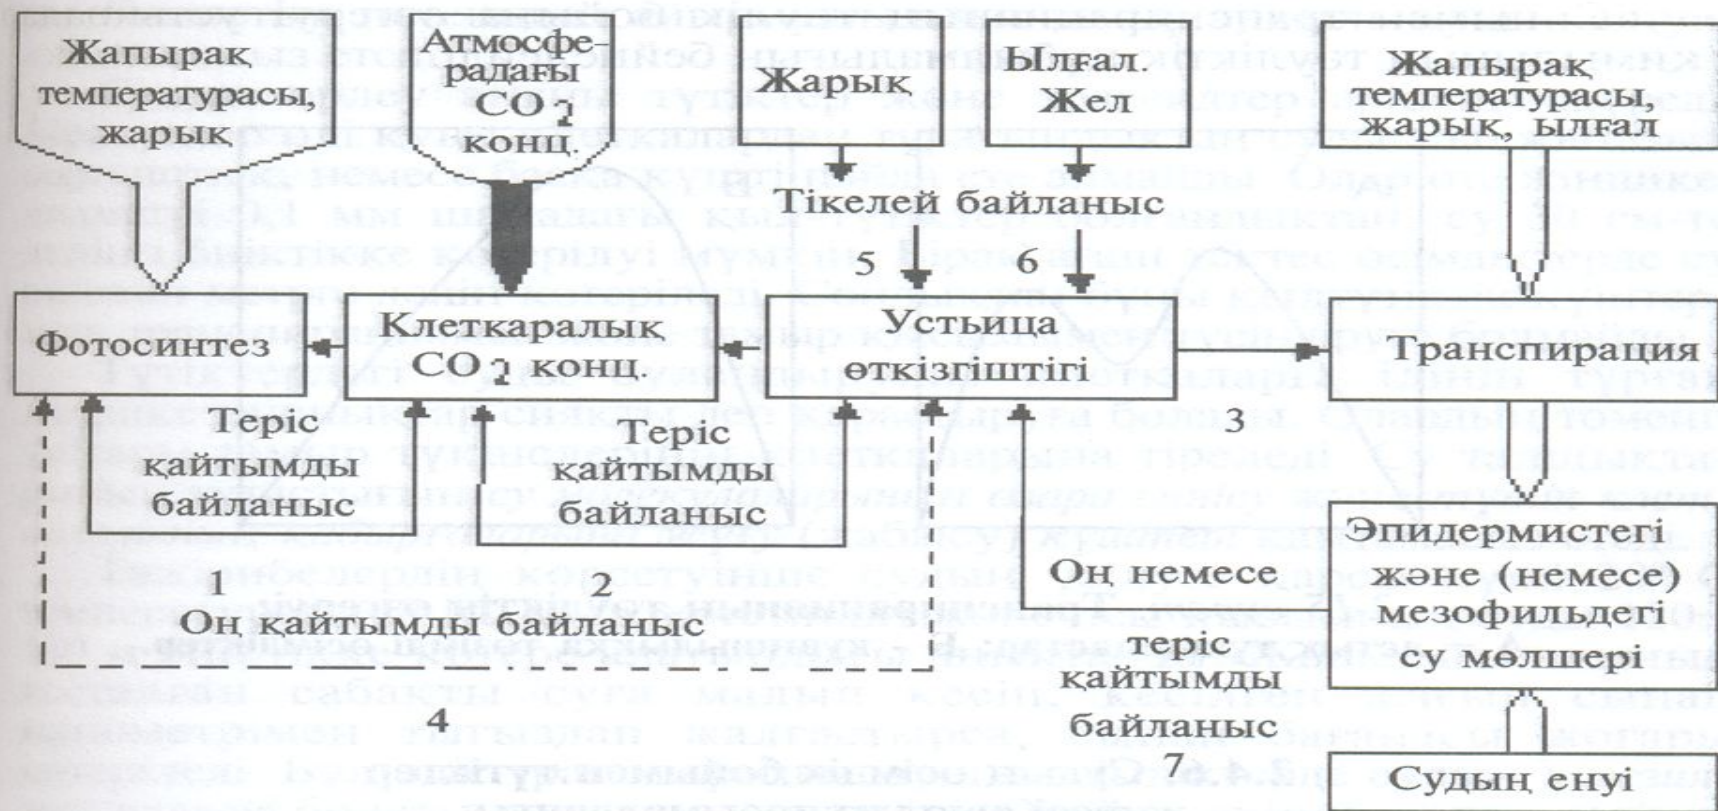 Жапырақ
температурасы,
жарык
Атмосфе-
радағы
CO2
конц.
Жарық
Ылғал.
Жел
Жапырақ
температурасы,
жарық, ылғал
Тікелей байланыс
5
6
Фотосинтез
Клеткаралық
CO2 конц.
Устьица
өткізгіштігі
Транспирация
3
Теріс
қайтымды
байланыс
1
Теріс
қайтымды
байланыс
2
Оң қайтымды байланыс
4
Оң немесе
теріс
қайтымды
байланыс
7
Эпидермистегі
және (немесе)
мезофильдегі
су мөлшері
Судың енуі